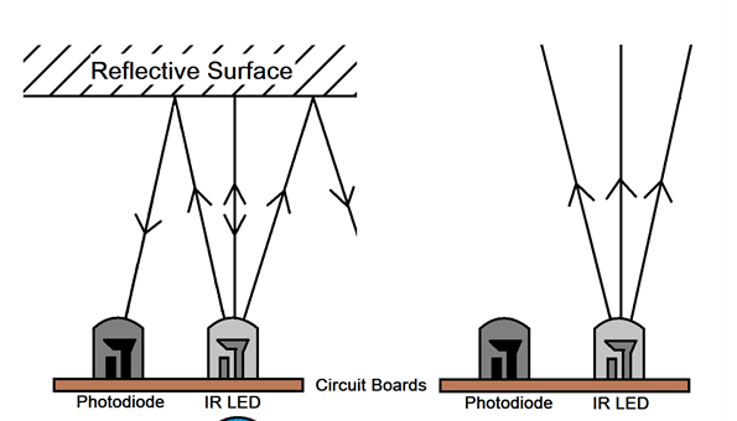 Reflective Surface
Circuit Boards
Photodiode
IR LED
Photodiode
IR LED